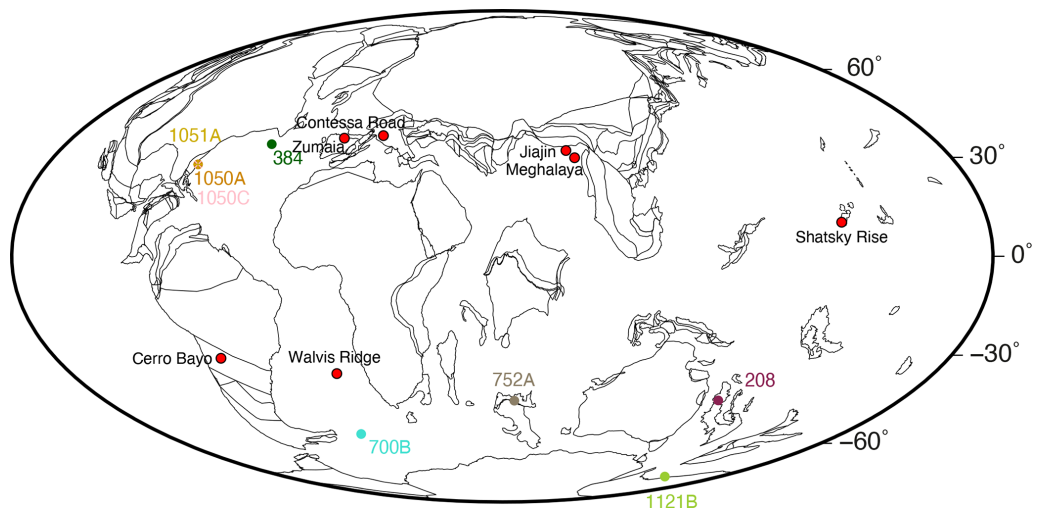 60°
Contessa Road
1051A
Zumaia
384
Jiajin
30°
Meghalaya
1050A
1050C
Shatsky Rise
0°
Cerro Bayo
Walvis Ridge
−30°
752A
208
700B
−60°
1121B